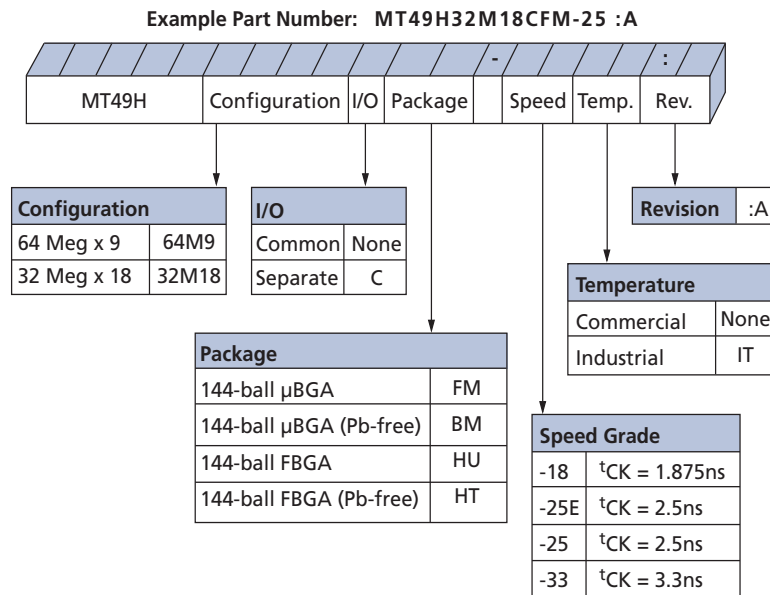 Example Part Number: MT49H32M18CFM-25 :A
- :
MT49H Configuration I/O Package Speed Temp. Rev.
Configuration
64 Meg x 9 64M9
32 Meg x 18 32M18
I/O
Common None
Separate C
Revision :A
Temperature
Commercial None
Industrial IT
Package
144-ball µBGA FM
144-ball µBGA (Pb-free) BM
144-ball FBGA HU
144-ball FBGA (Pb-free) HT
Speed Grade
-18 tCK = 1.875ns
-25E tCK = 2.5ns
-25 tCK = 2.5ns
-33 tCK = 3.3ns